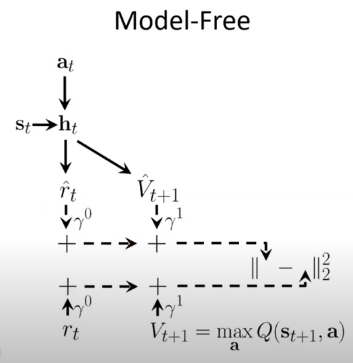 Model-Free
a_t
s_t h_t
r̂_t V̂_{t+1}
γ^0 γ^1
+ +
‖ − ‖_2^2
+ +
γ^0 γ^1
r_t V_{t+1} = max_a Q(s_{t+1}, a)